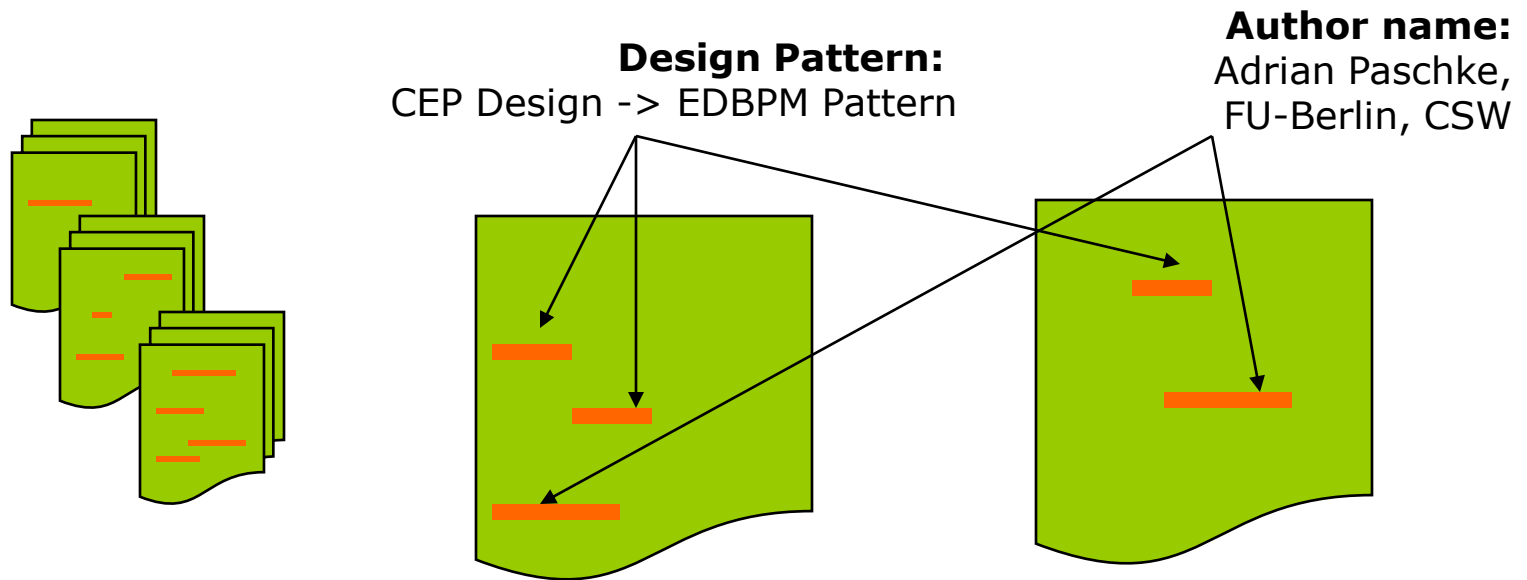 Design Pattern:
CEP Design -> EDBPM Pattern
Author name:
Adrian Paschke,
FU-Berlin, CSW